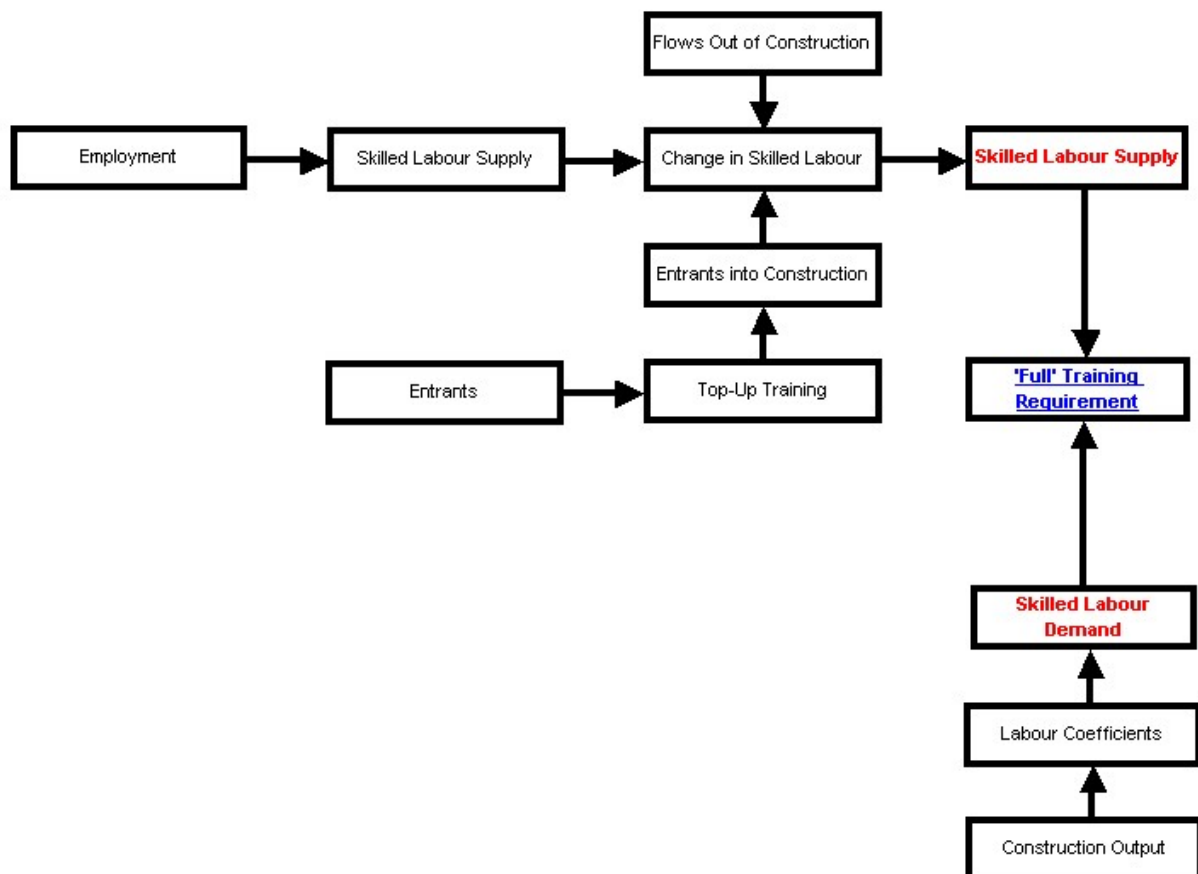 Flows Out of Construction
Employment
Skilled Labour Supply
Change in Skilled Labour
Skilled Labour Supply
Entrants into Construction
Entrants
Top-Up Training
'Full' Training
Requirement
Skilled Labour
Demand
Labour Coefficients
Construction Output